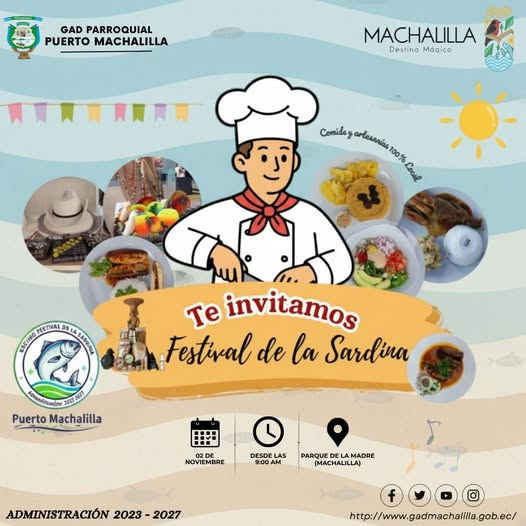 GAD PARROQUIAL
PUERTO MACHALILLA
MACHALILLA
Destino Mágico
Comida y artesanías 100% Local
Te invitamos
Festival de la Sardina
FESTIVAL DE LA SARDINA
Puerto Machalilla
02 DE
NOVIEMBRE
DESDE LAS
9:00 AM
PARQUE DE LA MADRE
(MACHALILLA)
ADMINISTRACIÓN 2023 - 2027
http://www.gadmachalilla.gob.ec/